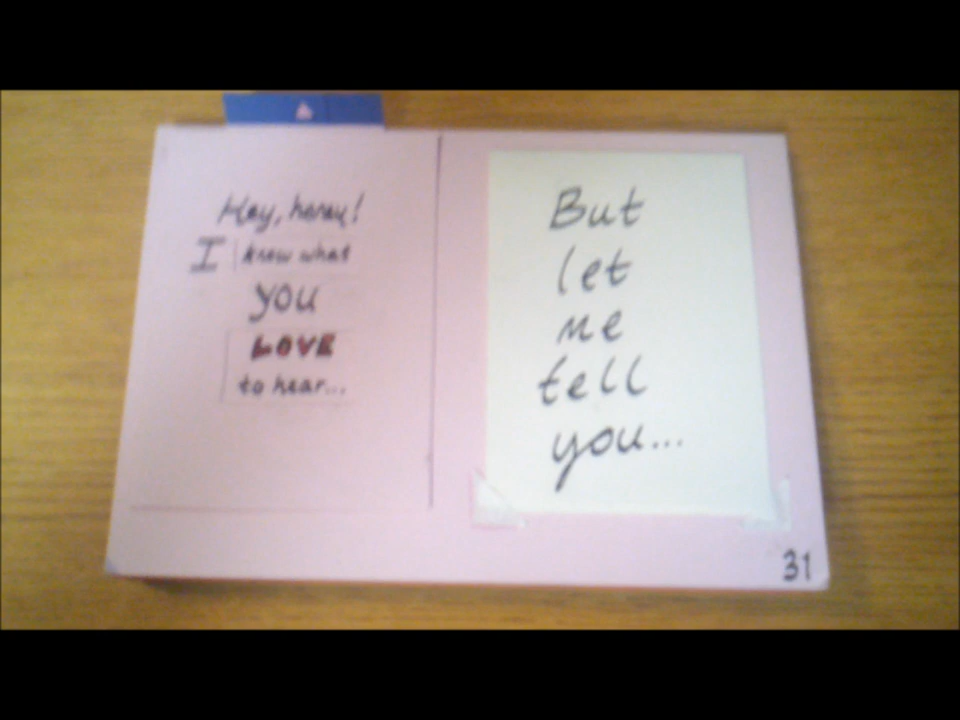 Hey, honey!
I know what
you
LOVE
to hear...
But
let
me
tell
you...
31